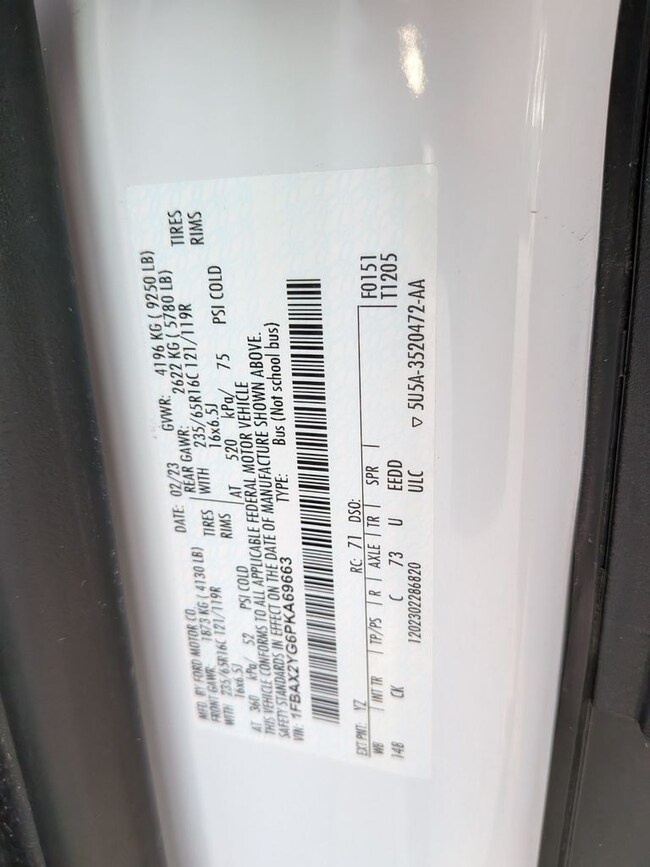 MFD. BY FORD MOTOR CO.
DATE: 02/23 GVWR: 4196 KG ( 9250 LB)
FRONT GAWR: 1873 KG ( 4130 LB) REAR GAWR: 2622 KG ( 5780 LB)
WITH 235/65R16C 121/119R TIRES WITH 235/65R16C 121/119R TIRES
16x6.5J RIMS 16x6.5J RIMS
AT 360 kPa/ 52 PSI COLD AT 520 kPa/ 75 PSI COLD
THIS VEHICLE CONFORMS TO ALL APPLICABLE FEDERAL MOTOR VEHICLE
SAFETY STANDARDS IN EFFECT ON THE DATE OF MANUFACTURE SHOWN ABOVE.
VIN: 1FBAX2YG6PKA69663 TYPE: Bus (Not school bus)
EXT PNT: YZ RC: 71 DSO: F0151
WB INT TR TP/PS R AXLE TR SPR T1205
148 CK C 73 U EEDD
1202302286820 ULC ▽ 5U5A-3520472-AA